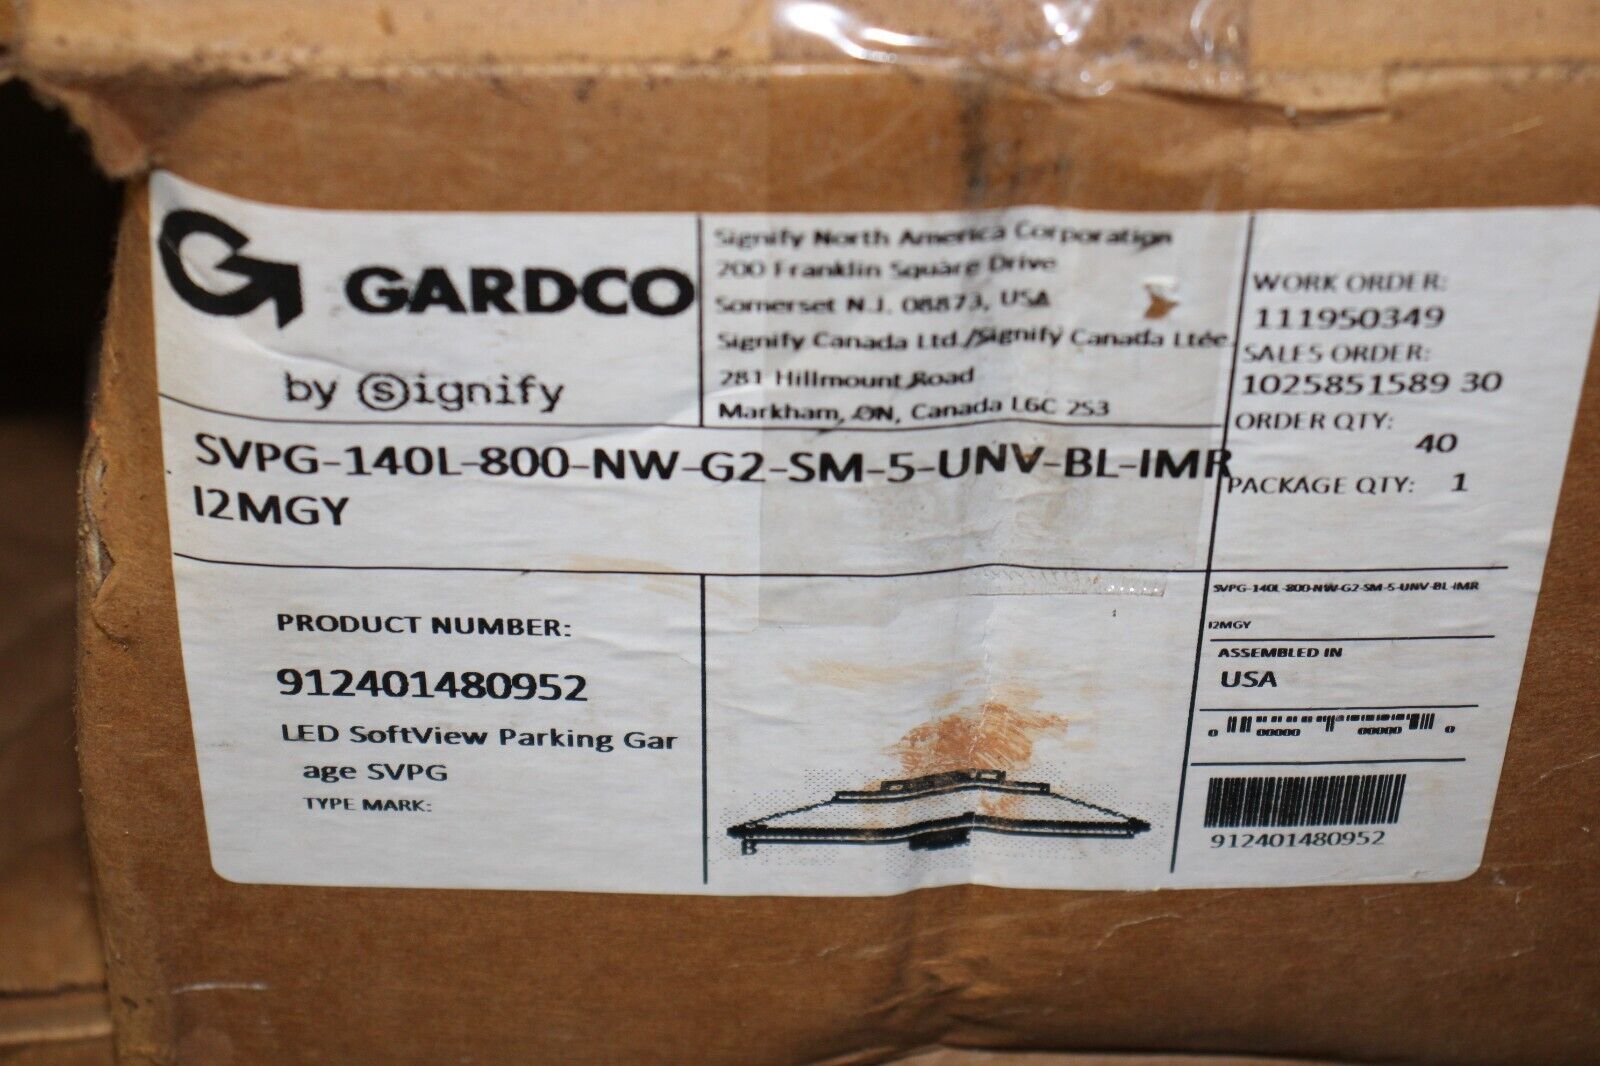 GARDCO
by signify
Signify North America Corporation
200 Franklin Square Drive
Somerset N.J. 08873, USA
Signify Canada Ltd./Signify Canada Ltée
281 Hillmount Road
Markham, ON, Canada L6C 2S3
WORK ORDER:
111950349
SALES ORDER:
1025851589 30
ORDER QTY:
40
PACKAGE QTY: 1
SVPG-140L-800-NW-G2-SM-5-UNV-BL-IMR
I2MGY
PRODUCT NUMBER:
912401480952
LED SoftView Parking Gar
age SVPG
TYPE MARK:
B
SVPG-140L-800-NW-G2-SM-5-UNV-BL-IMR
I2MGY
ASSEMBLED IN
USA
0 00000 00000 0
912401480952